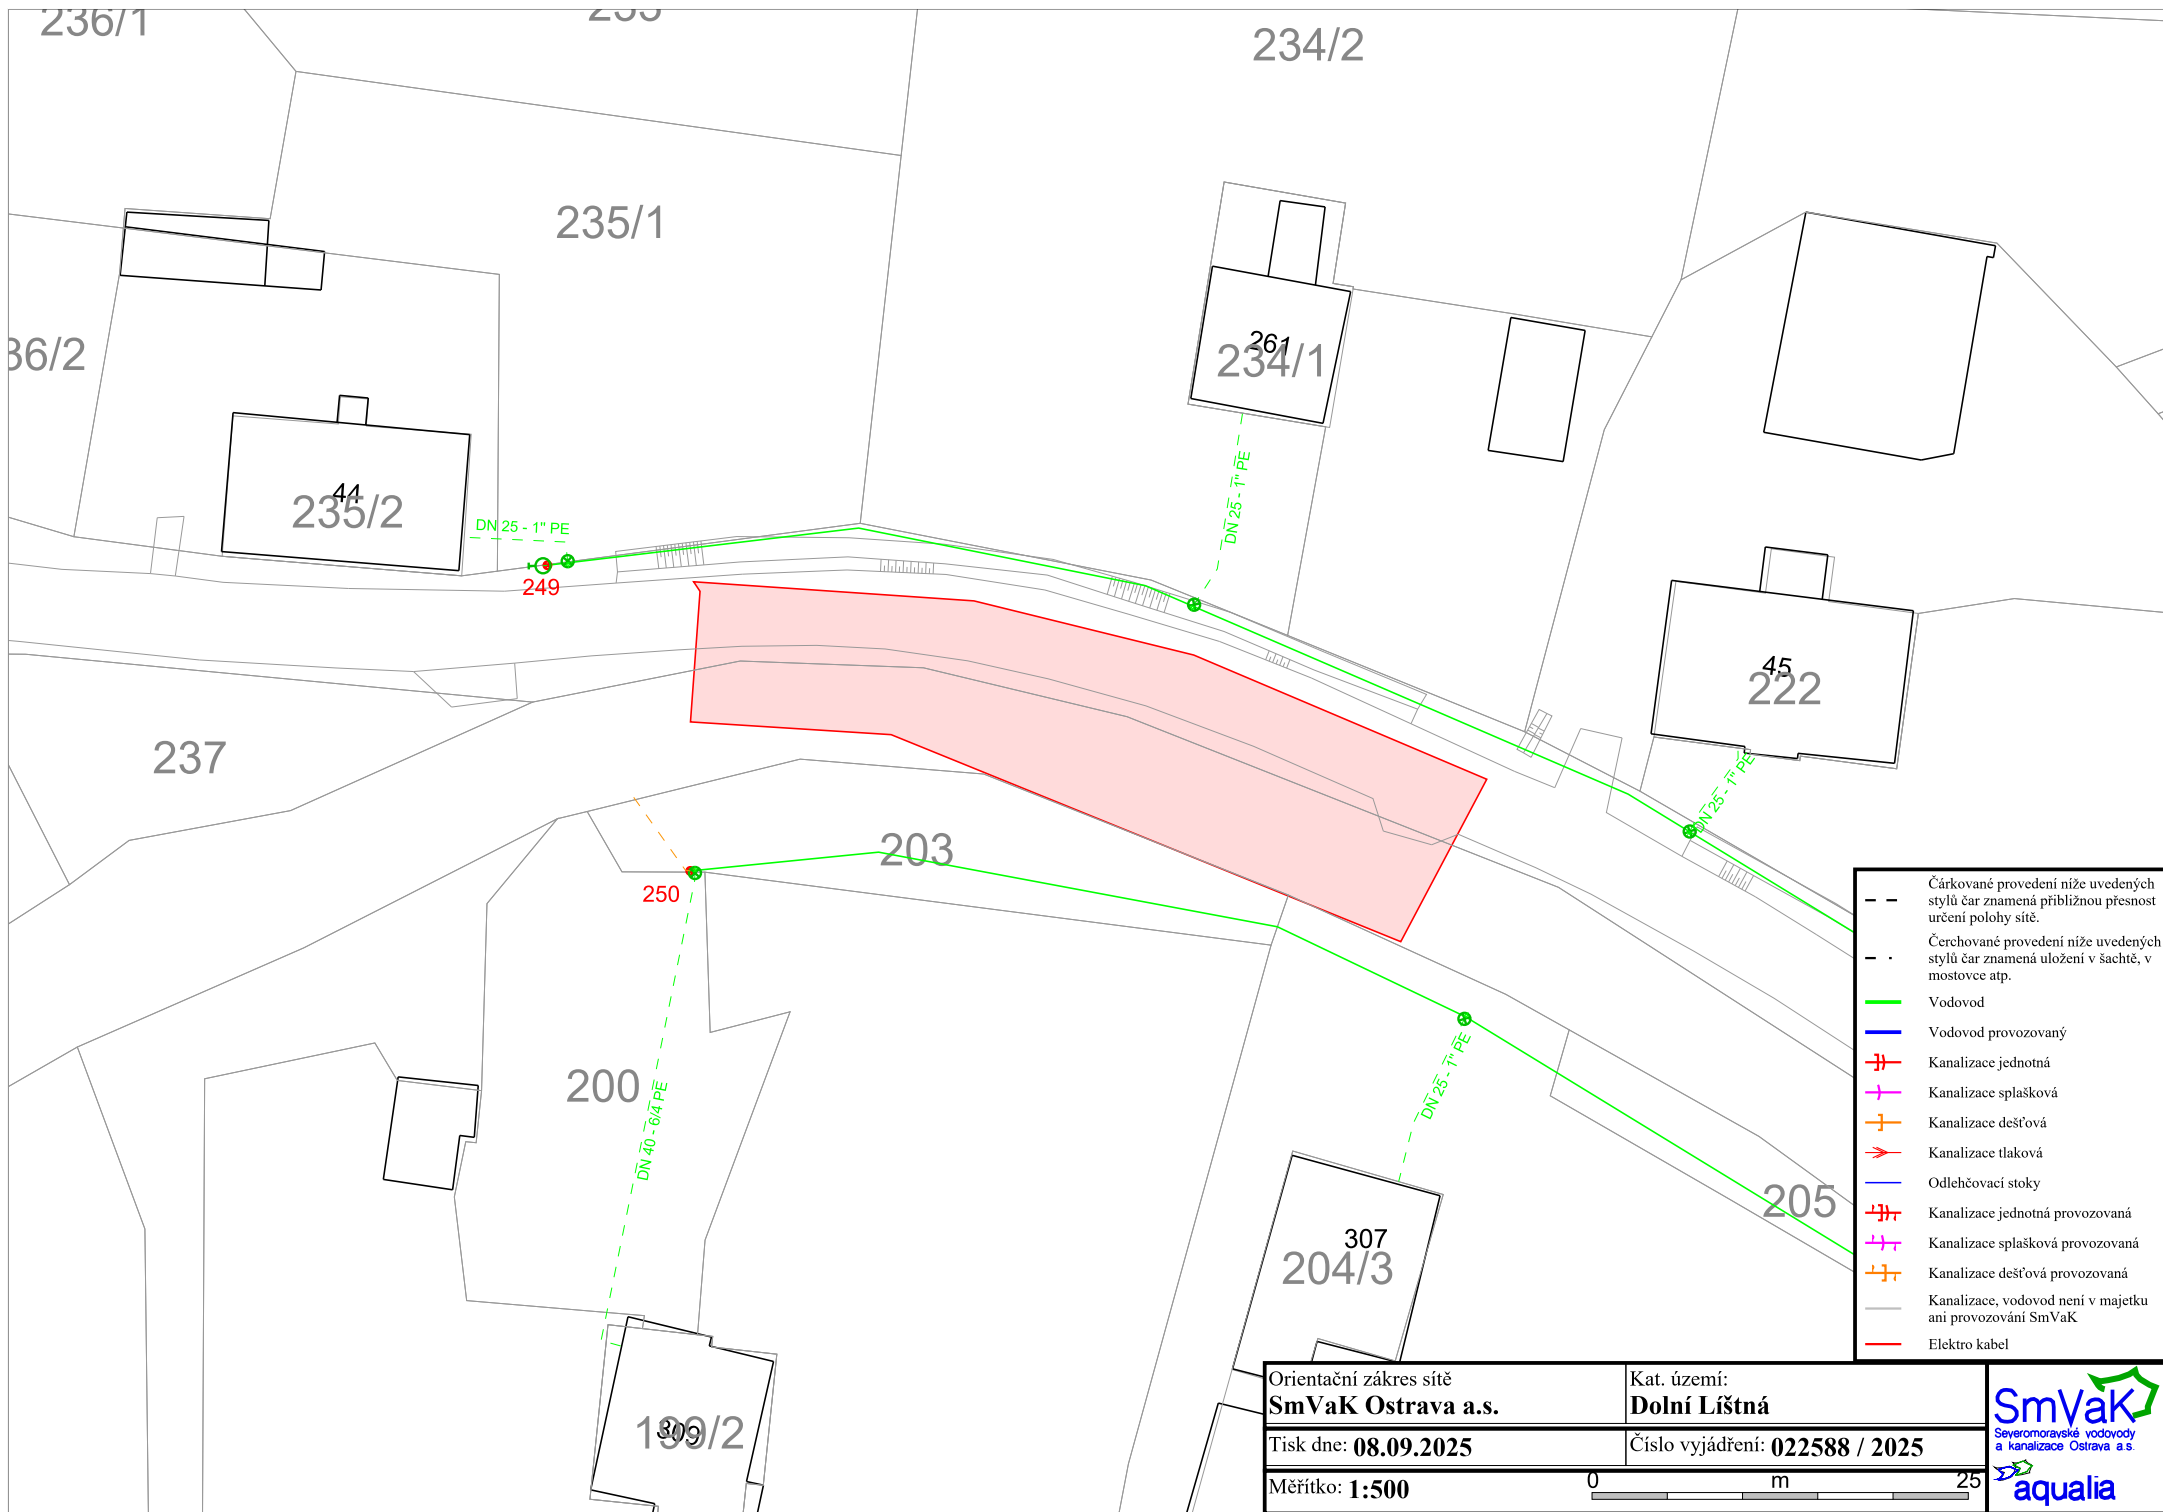 236/1
234/2
235/1
36/2
261
234/1
44
235/2
DN 25 - 1" PE
DN 25 - 1" PE
249
45
222
237
DN 25 - 1" PE
203
250
200
DN 40 - 6/4 PE
DN 25 - 1" PE
205
307
204/3
309
199/2
Čárkované provedení níže uvedených
stylů čar znamená přibližnou přesnost
určení polohy sítě.
Čerchované provedení níže uvedených
stylů čar znamená uložení v šachtě, v
mostovce atp.
Vodovod
Vodovod provozovaný
Kanalizace jednotná
Kanalizace splašková
Kanalizace dešťová
Kanalizace tlaková
Odlehčovací stoky
Kanalizace jednotná provozovaná
Kanalizace splašková provozovaná
Kanalizace dešťová provozovaná
Kanalizace, vodovod není v majetku
ani provozování SmVaK
Elektro kabel
Orientační zákres sítě
SmVaK Ostrava a.s.
Kat. území:
Dolní Líštná
Tisk dne: 08.09.2025
Číslo vyjádření: 022588 / 2025
Měřítko: 1:500
0 m 25
SmVaK
Severomoravské vodovody
a kanalizace Ostrava a.s.
aqualia